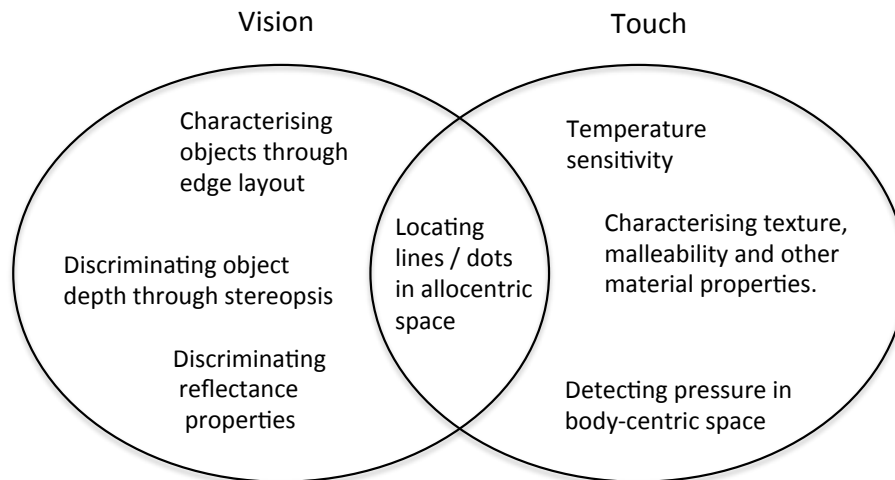 Vision
Touch
Characterising
objects through
edge layout
Discriminating object
depth through stereopsis
Discriminating
reflectance
properties
Locating
lines / dots
in allocentric
space
Temperature
sensitivity
Characterising texture,
malleability and other
material properties.
Detecting pressure in
body-centric space